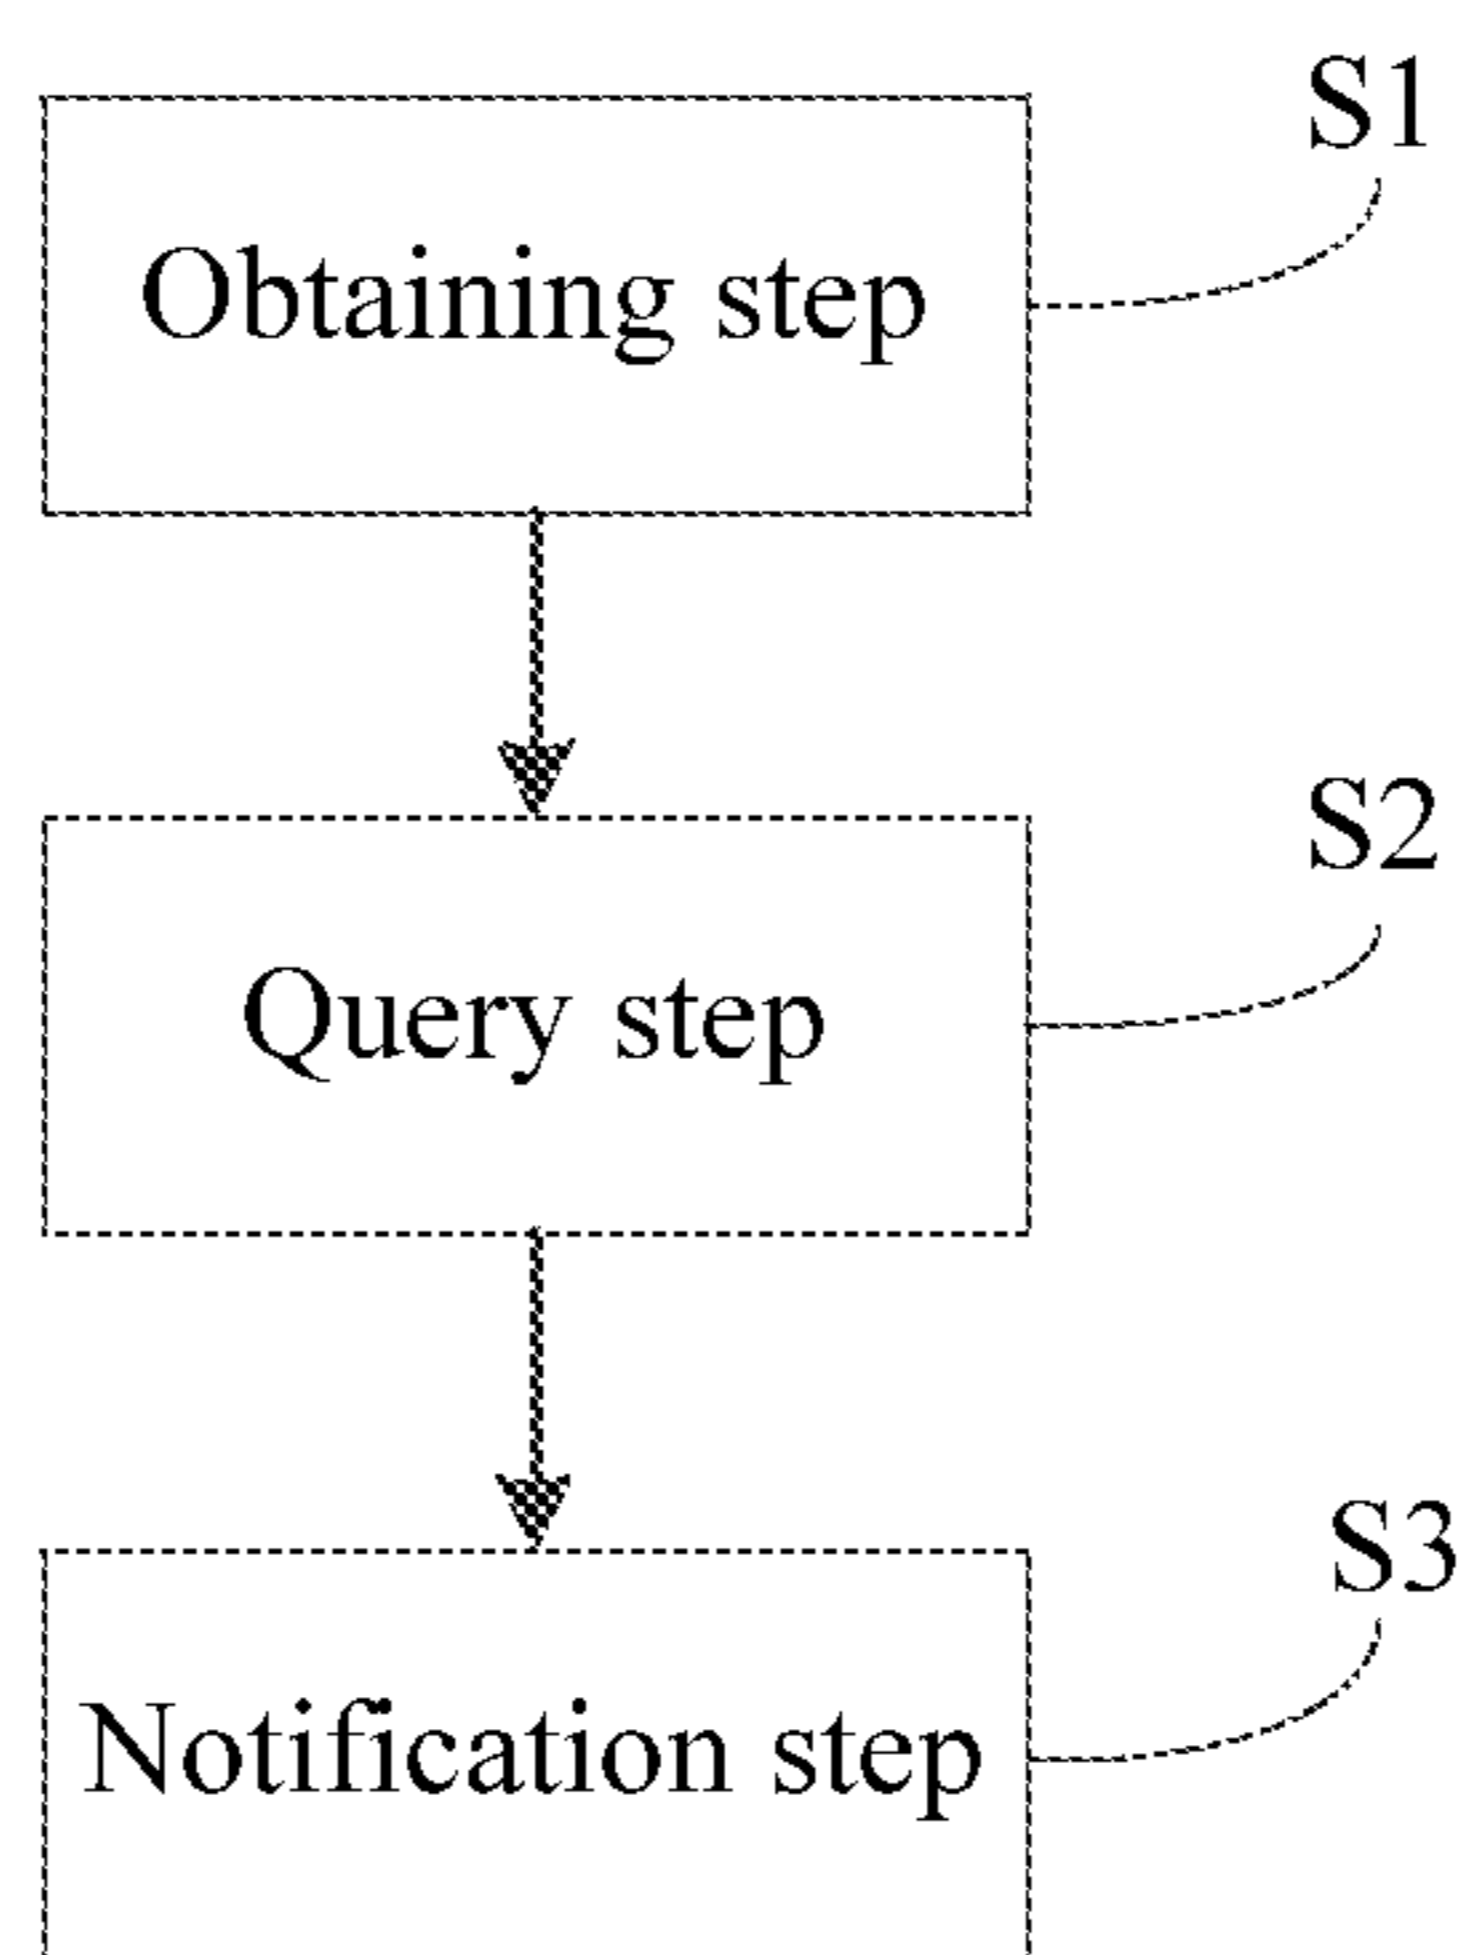 S1
Obtaining step
S2
Query step
S3
Notification step